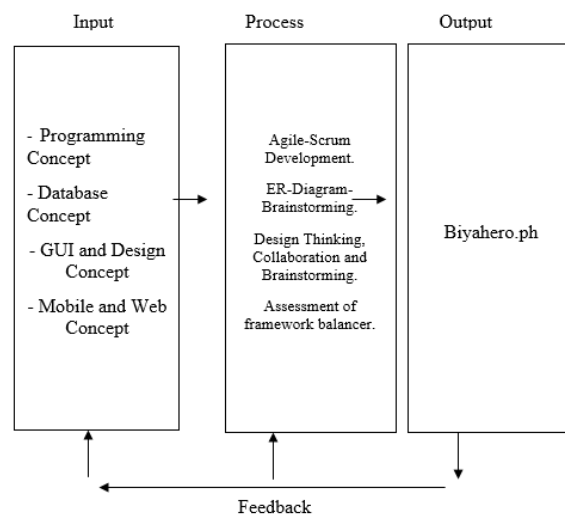 Input
Process
Output
- Programming
Concept
- Database
Concept
- GUI and Design
Concept
- Mobile and Web
Concept
Agile-Scrum
Development.
ER-Diagram-
Brainstorming.
Design Thinking,
Collaboration and
Brainstorming.
Assessment of
framework balancer.
Biyahero.ph
Feedback